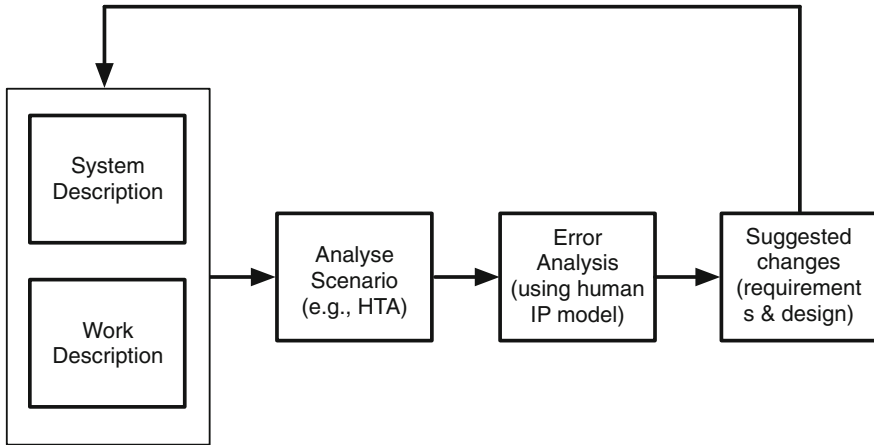 System
Description
Work
Description
Analyse
Scenario
(e.g., HTA)
Error
Analysis
(using human
IP model)
Suggested
changes
(requirement
s & design)